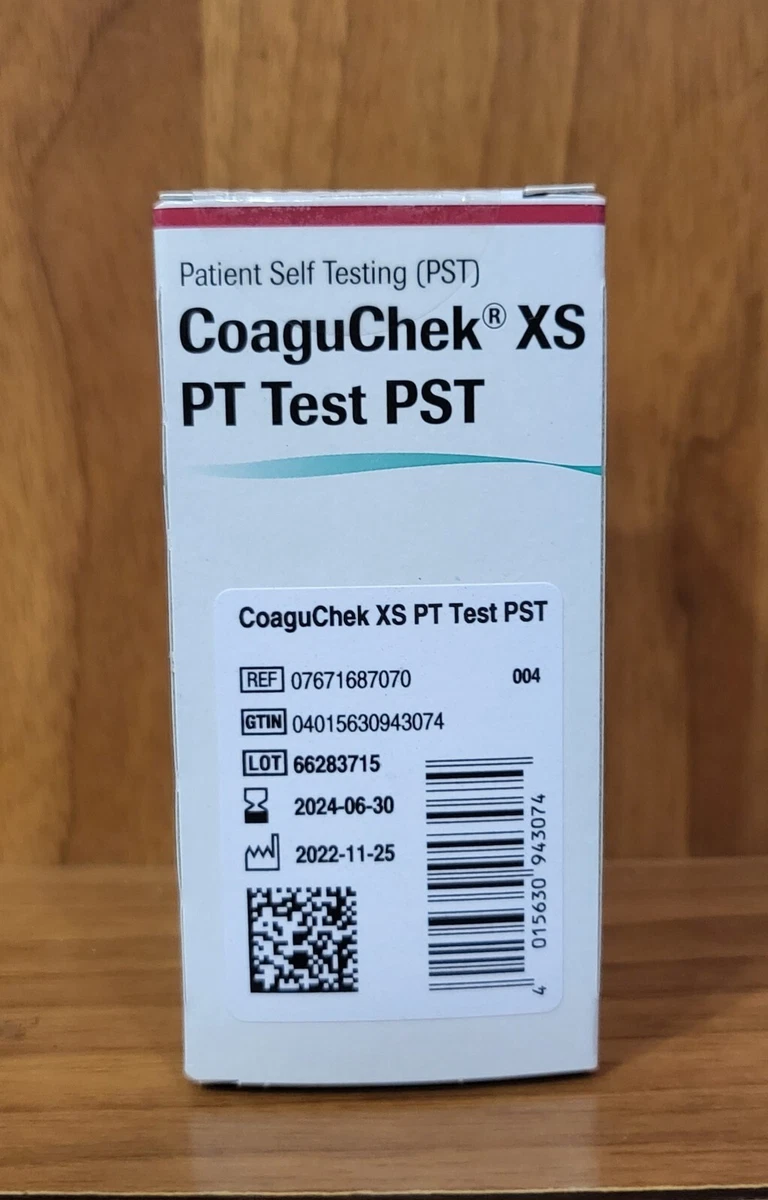 Patient Self Testing (PST)
CoaguChek® XS
PT Test PST
CoaguChek XS PT Test PST
REF 07671687070 004
GTIN 04015630943074
LOT 66283715
2024-06-30
2022-11-25
4 015630 943074